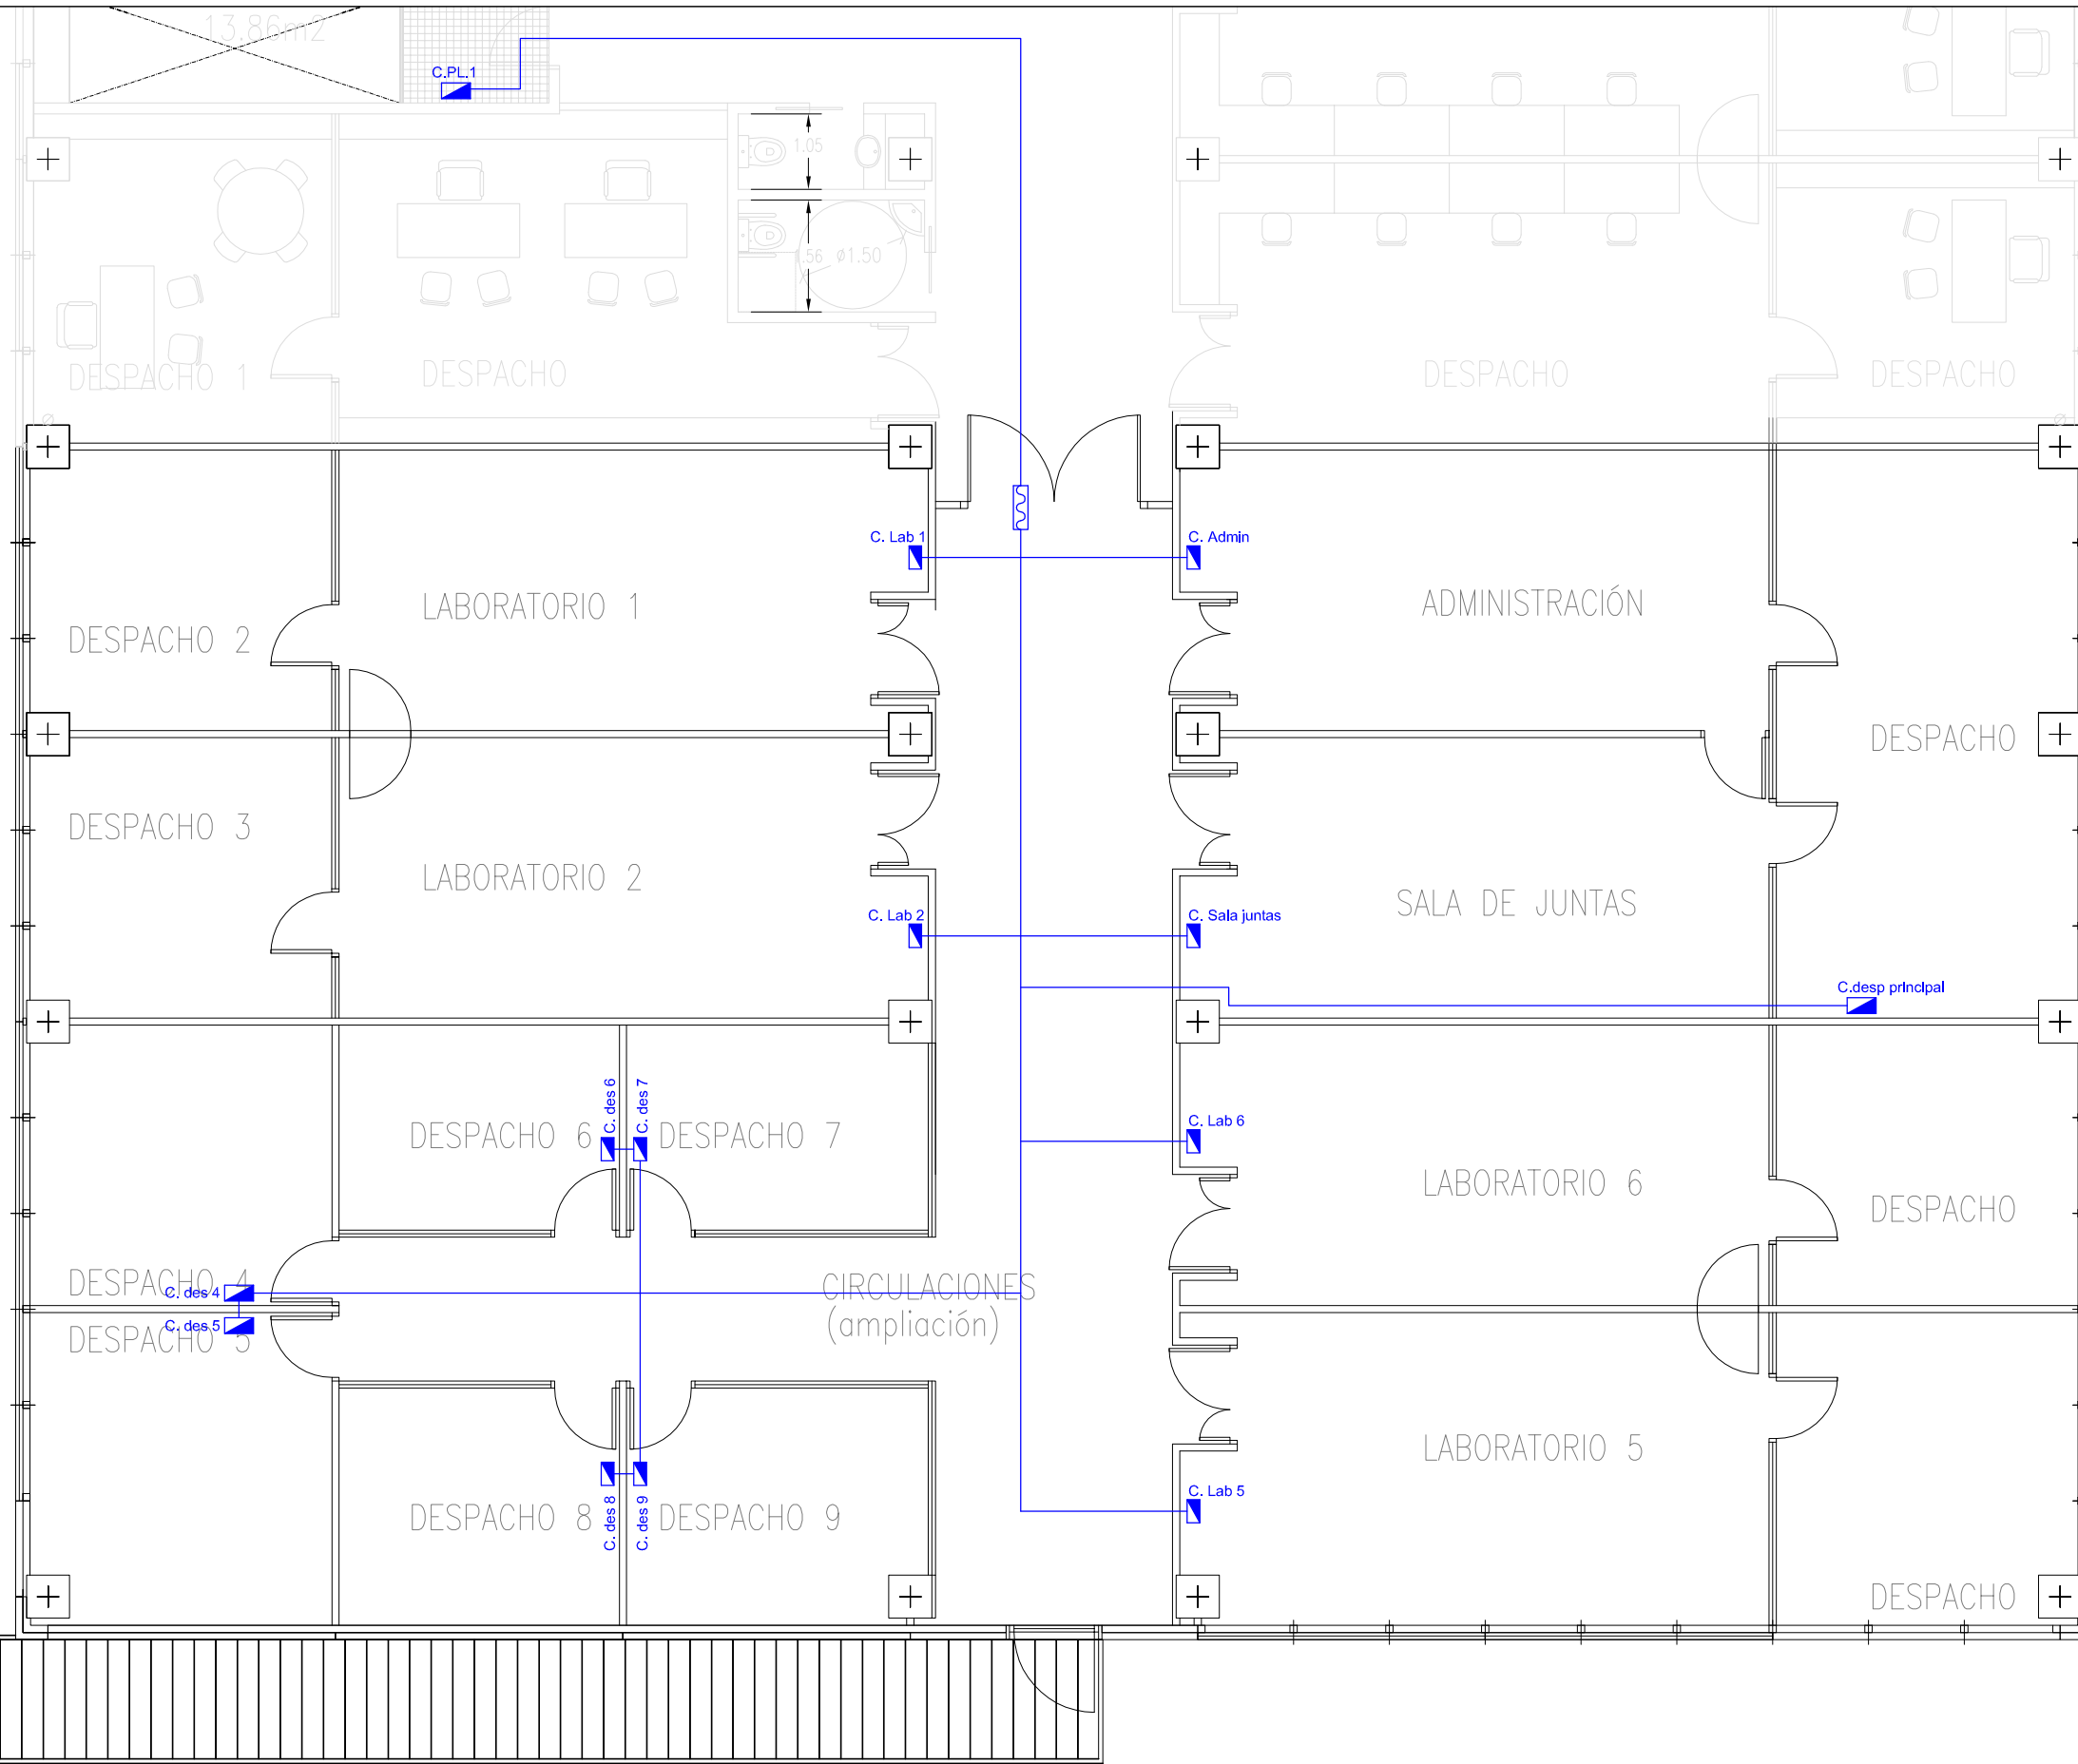 13.86m2
C.PL.1
1.05
1.56 ø1.50
DESPACHO 1
DESPACHO
DESPACHO
DESPACHO
C. Lab 1
C. Admin
LABORATORIO 1
ADMINISTRACIÓN
DESPACHO 2
DESPACHO
DESPACHO 3
LABORATORIO 2
SALA DE JUNTAS
C. Lab 2
C. Sala juntas
C.desp principal
C. des 6
C. des 7
C. Lab 6
DESPACHO 6
DESPACHO 7
LABORATORIO 6
DESPACHO
DESPACHO 4
C. des 4
CIRCULACIONES
(ampliación)
C. des 5
DESPACHO 5
LABORATORIO 5
C. Lab 5
DESPACHO 8
DESPACHO 9
C. des 8
C. des 9
DESPACHO